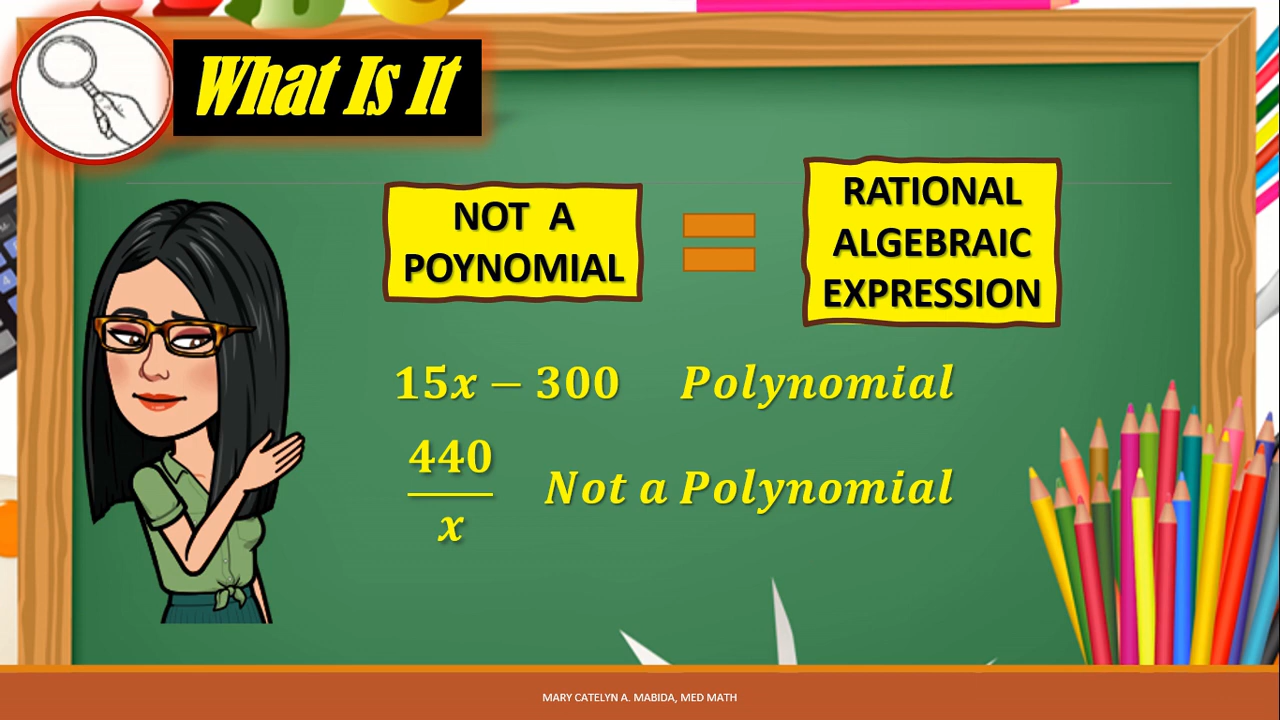 What Is It
NOT A
POYNOMIAL
=
RATIONAL
ALGEBRAIC
EXPRESSION
15x − 300 Polynomial
440
x
Not a Polynomial
MARY CATELYN A. MABIDA, MED MATH